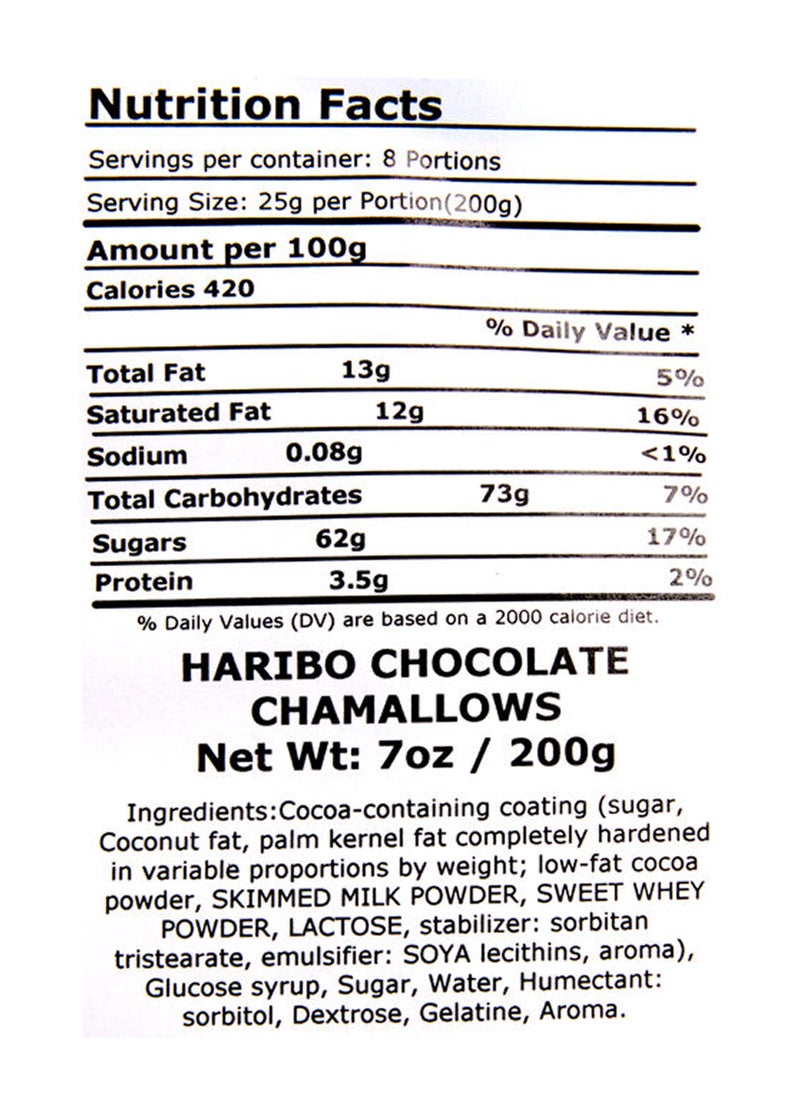 Nutrition Facts
Servings per container: 8 Portions
Serving Size: 25g per Portion(200g)
Amount per 100g
Calories 420
% Daily Value *
Total Fat 13g 5%
Saturated Fat 12g 16%
Sodium 0.08g <1%
Total Carbohydrates 73g 7%
Sugars 62g 17%
Protein 3.5g 2%
% Daily Values (DV) are based on a 2000 calorie diet.
HARIBO CHOCOLATE
CHAMALLOWS
Net Wt: 7oz / 200g
Ingredients:Cocoa-containing coating (sugar,
Coconut fat, palm kernel fat completely hardened
in variable proportions by weight; low-fat cocoa
powder, SKIMMED MILK POWDER, SWEET WHEY
POWDER, LACTOSE, stabilizer: sorbitan
tristearate, emulsifier: SOYA lecithins, aroma),
Glucose syrup, Sugar, Water, Humectant:
sorbitol, Dextrose, Gelatine, Aroma.